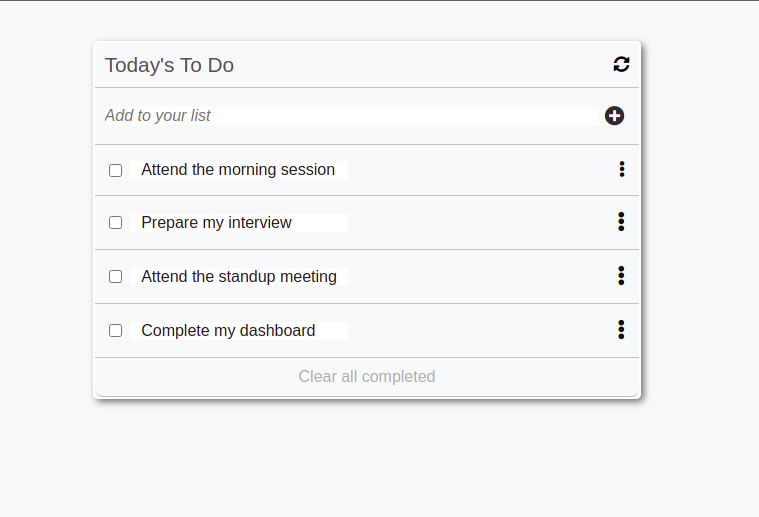 Today's To Do
Add to your list
Attend the morning session
Prepare my interview
Attend the standup meeting
Complete my dashboard
Clear all completed